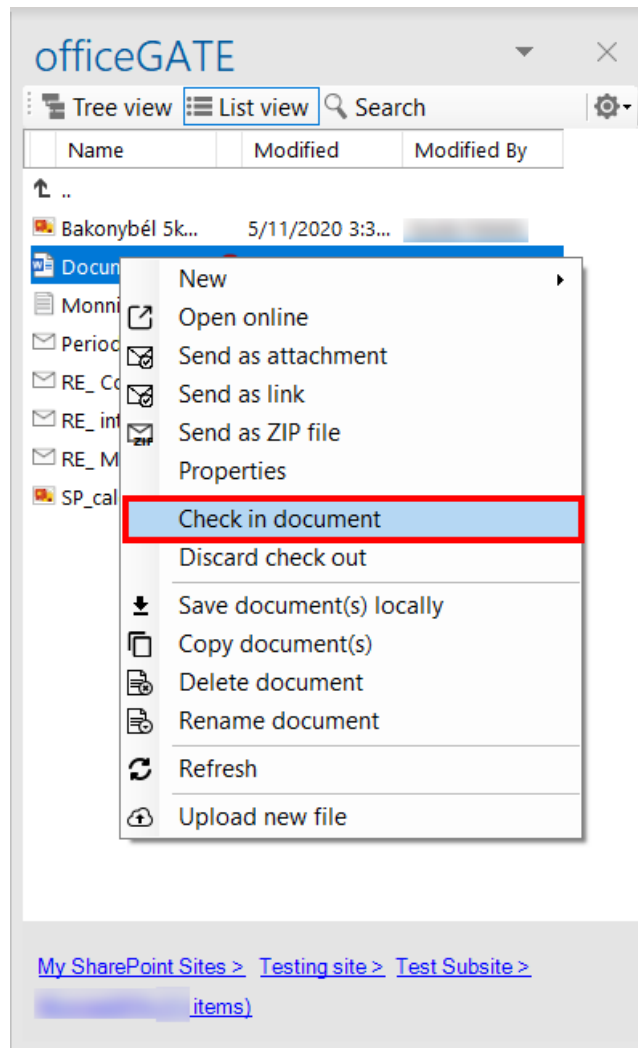 officeGATE
Tree view List view Search
Name Modified Modified By
..
Bakonybél 5k... 5/11/2020 3:3...
Docum
New
Monni
Open online
Period
Send as attachment
RE_ Co
Send as link
RE_ int
Send as ZIP file
RE_ M
Properties
SP_cal
Check in document
Discard check out
Save document(s) locally
Copy document(s)
Delete document
Rename document
Refresh
Upload new file
My SharePoint Sites > Testing site > Test Subsite >
items)